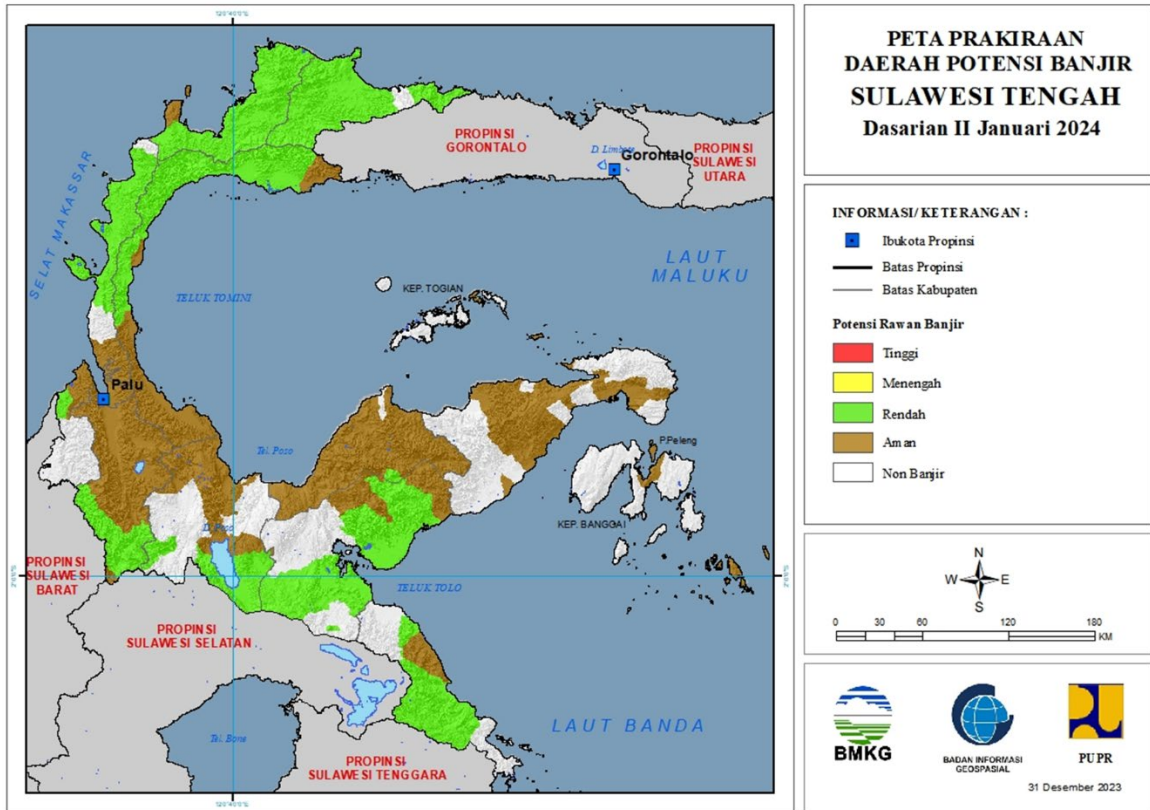 PETA PRAKIRAAN
DAERAH POTENSI BANJIR
SULAWESI TENGAH
Dasarian II Januari 2024
INFORMASI/ KETERANGAN :
Ibukota Propinsi
Batas Propinsi
Batas Kabupaten
Potensi Rawan Banjir
Tinggi
Menengah
Rendah
Aman
Non Banjir
N
W E
S
0 30 60 120 180
KM
BMKG
BADAN INFORMASI
GEOSPASIAL
PUPR
31 Desember 2023
PROPINSI
GORONTALO
D. Limboto
Gorontalo
PROPINSI
SULAWESI
UTARA
SELAT MAKASSAR
LAUT
MALUKU
TELUK TOMINI
KEP. TOGIAN
Palu
Tel. Poso
P.Peleng
KEP. BANGGAI
D. Poso
PROPINSI
SULAWESI
BARAT
TELUK TOLO
PROPINSI
SULAWESI SELATAN
LAUT BANDA
Tel. Bone
PROPINSI
SULAWESI TENGGARA